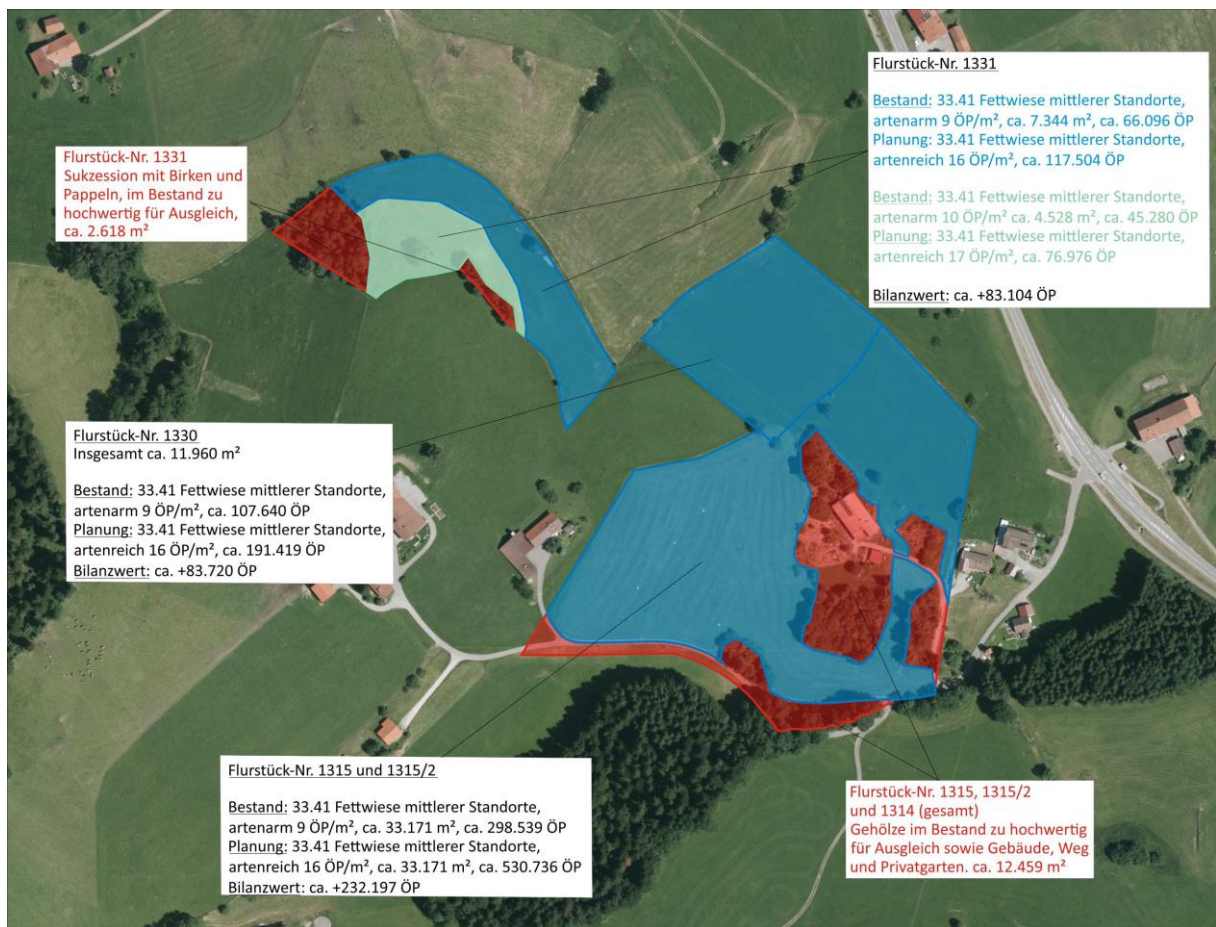 Flurstück-Nr. 1331
Bestand: 33.41 Fettwiese mittlerer Standorte,
artenarm 9 ÖP/m², ca. 7.344 m², ca. 66.096 ÖP
Planung: 33.41 Fettwiese mittlerer Standorte,
artenreich 16 ÖP/m², ca. 117.504 ÖP
Bestand: 33.41 Fettwiese mittlerer Standorte,
artenarm 10 ÖP/m² ca. 4.528 m², ca. 45.280 ÖP
Planung: 33.41 Fettwiese mittlerer Standorte,
artenreich 17 ÖP/m², ca. 76.976 ÖP
Bilanzwert: ca. +83.104 ÖP
Flurstück-Nr. 1331
Sukzession mit Birken und
Pappeln, im Bestand zu
hochwertig für Ausgleich,
ca. 2.618 m²
Flurstück-Nr. 1330
Insgesamt ca. 11.960 m²
Bestand: 33.41 Fettwiese mittlerer Standorte,
artenarm 9 ÖP/m², ca. 107.640 ÖP
Planung: 33.41 Fettwiese mittlerer Standorte,
artenreich 16 ÖP/m², ca. 191.419 ÖP
Bilanzwert: ca. +83.720 ÖP
Flurstück-Nr. 1315 und 1315/2
Bestand: 33.41 Fettwiese mittlerer Standorte,
artenarm 9 ÖP/m², ca. 33.171 m², ca. 298.539 ÖP
Planung: 33.41 Fettwiese mittlerer Standorte,
artenreich 16 ÖP/m², ca. 33.171 m², ca. 530.736 ÖP
Bilanzwert: ca. +232.197 ÖP
Flurstück-Nr. 1315, 1315/2
und 1314 (gesamt)
Gehölze im Bestand zu hochwertig
für Ausgleich sowie Gebäude, Weg
und Privatgarten. ca. 12.459 m²